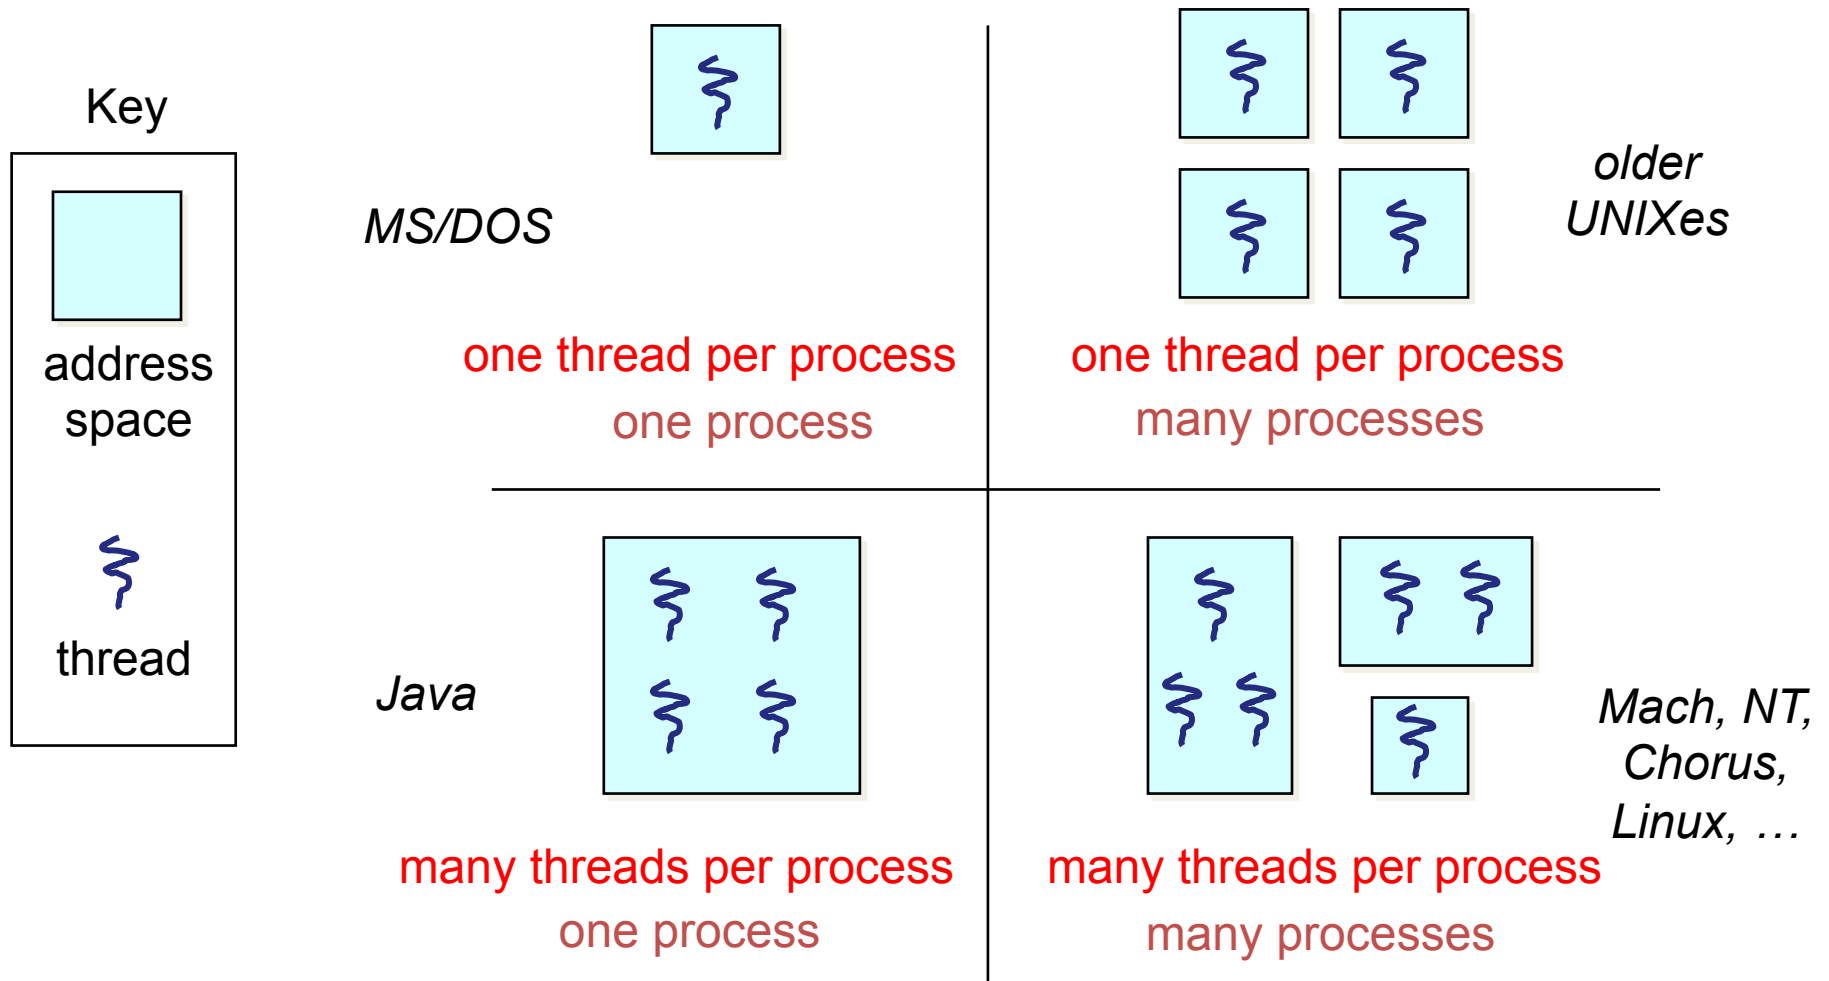 Key
address
space
thread
MS/DOS
one thread per process
one process
older
UNIXes
one thread per process
many processes
Java
many threads per process
one process
Mach, NT,
Chorus,
Linux, …
many threads per process
many processes